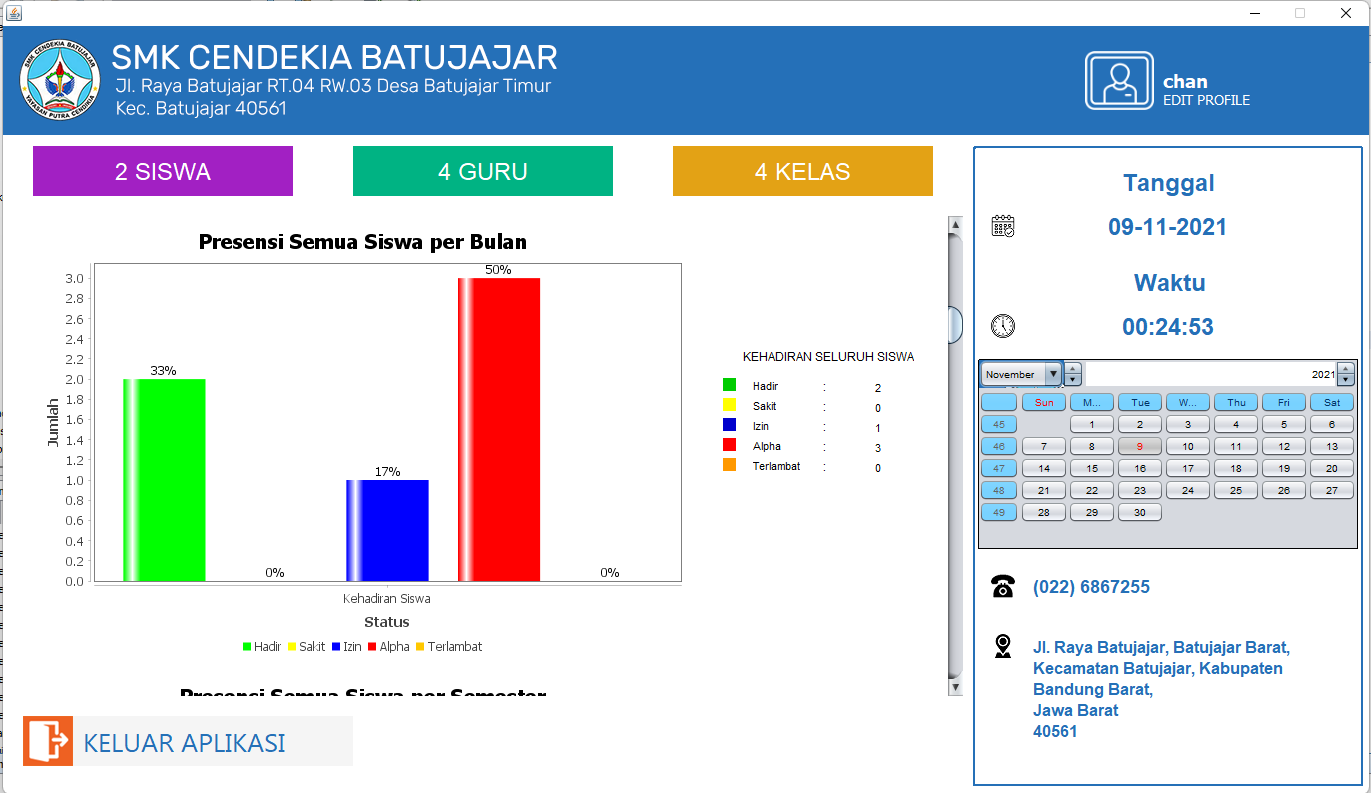 SMK CENDEKIA BATUJAJAR
Jl. Raya Batujajar RT.04 RW.03 Desa Batujajar Timur
Kec. Batujajar 40561
SMK CENDEKIA BATUJAJAR
YAYASAN PUTRA CENDIKIA
chan
EDIT PROFILE
2 SISWA
4 GURU
4 KELAS
Presensi Semua Siswa per Bulan
Jumlah
3.0
2.8
2.6
2.4
2.2
2.0
1.8
1.6
1.4
1.2
1.0
0.8
0.6
0.4
0.2
0.0
33%
0%
17%
50%
0%
Kehadiran Siswa
Status
Hadir Sakit Izin Alpha Terlambat
KEHADIRAN SELURUH SISWA
Hadir : 2
Sakit : 0
Izin : 1
Alpha : 3
Terlambat : 0
Presensi Semua Siswa per Semester
KELUAR APLIKASI
Tanggal
09-11-2021
Waktu
00:24:53
November 2021
Sun M... Tue W... Thu Fri Sat
45 1 2 3 4 5 6
46 7 8 9 10 11 12 13
47 14 15 16 17 18 19 20
48 21 22 23 24 25 26 27
49 28 29 30
(022) 6867255
Jl. Raya Batujajar, Batujajar Barat,
Kecamatan Batujajar, Kabupaten
Bandung Barat,
Jawa Barat
40561